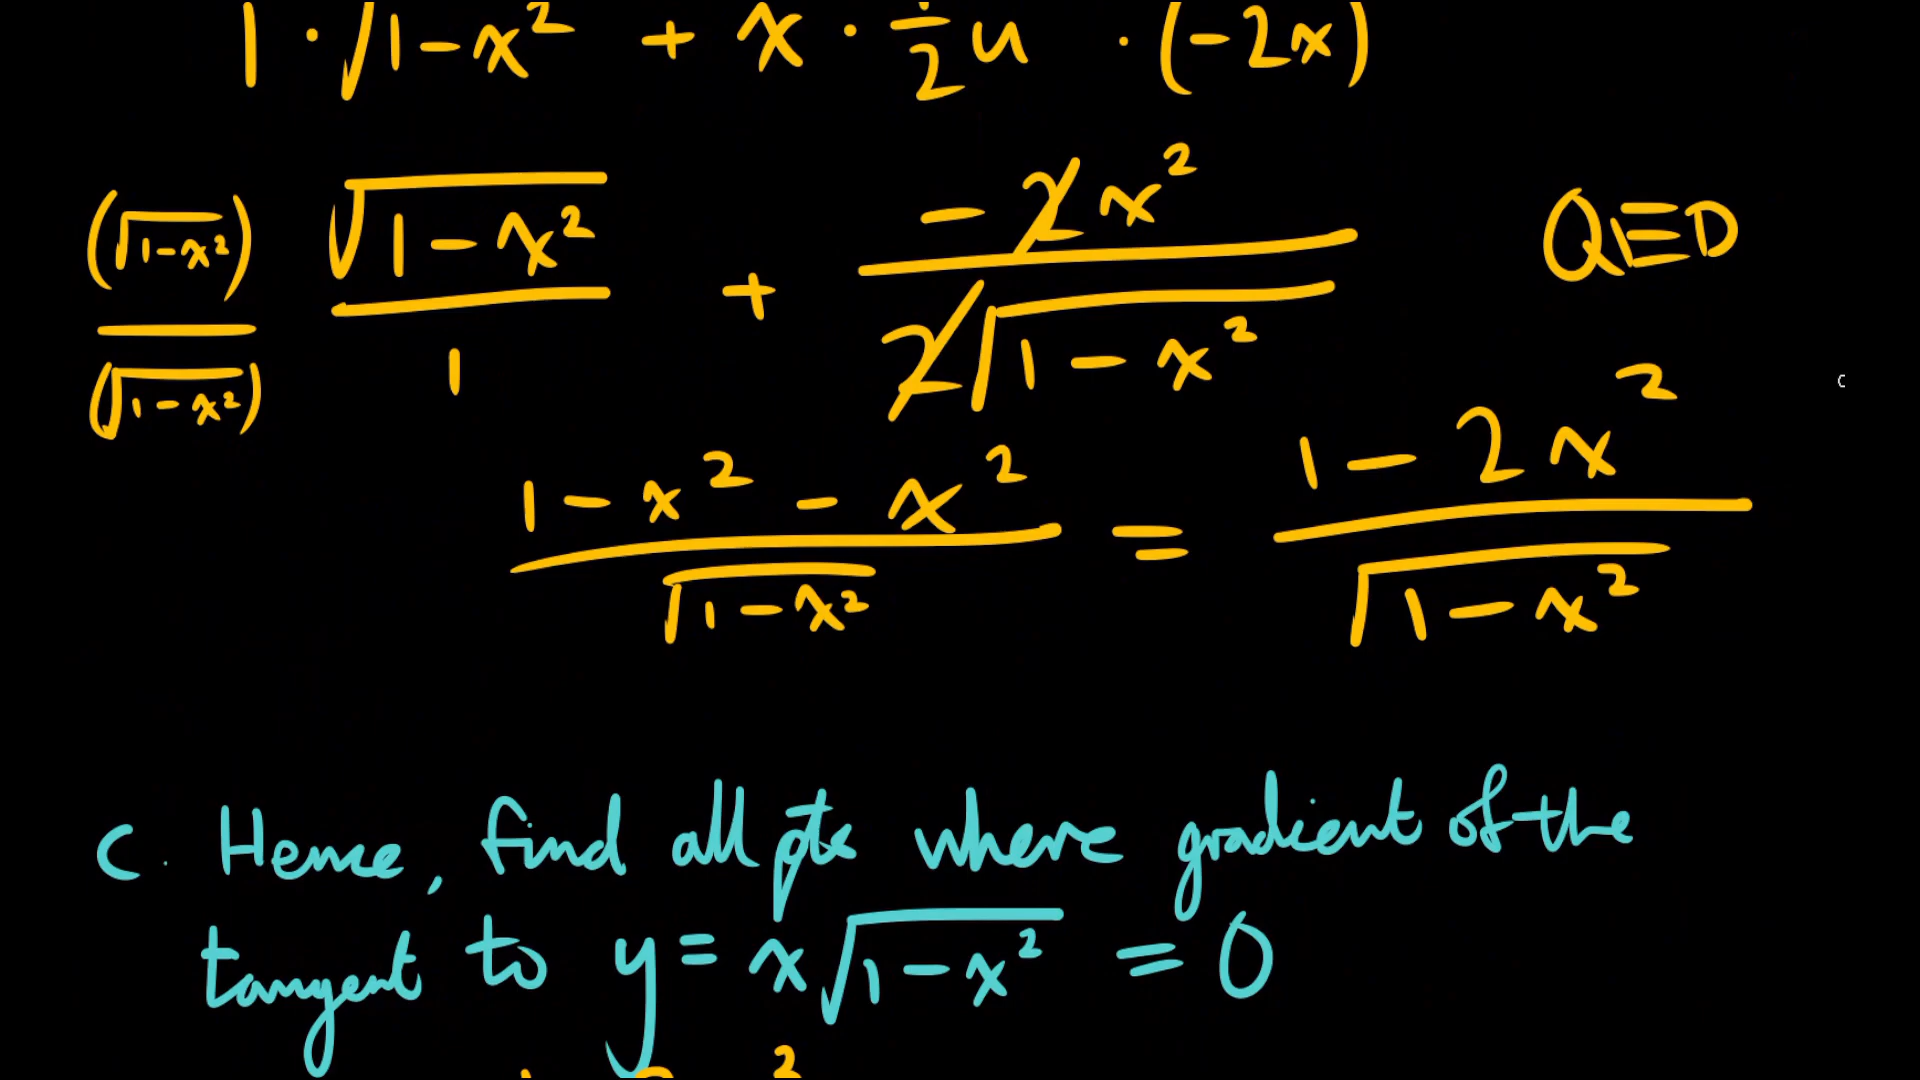 1 · √1-x² + x · ½u · (-2x)
(√1-x²)/(√1-x²) √1-x²/1 + -2x²/2√1-x² QED
(1-x²-x²)/√1-x² = (1-2x²)/√1-x²
c. Hence, find all pts where gradient of the
tangent to y = x√1-x² = 0